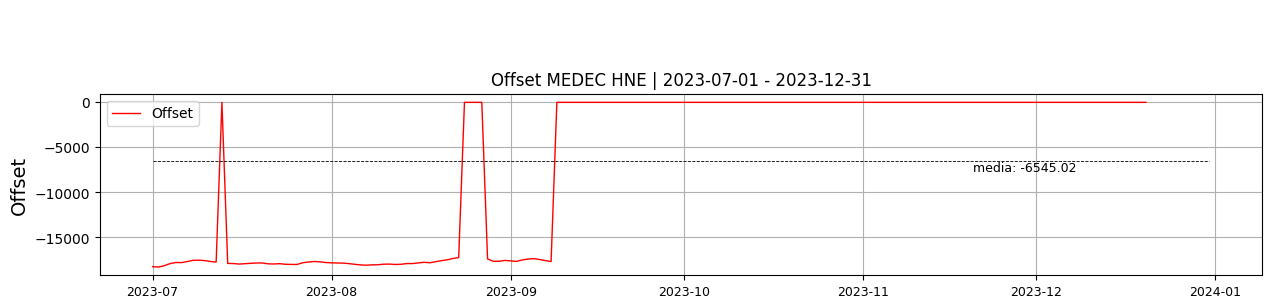 Offset MEDEC HNE | 2023-07-01 - 2023-12-31
Offset
0
−5000
−10000
−15000
Offset
media: -6545.02
2023-07
2023-08
2023-09
2023-10
2023-11
2023-12
2024-01